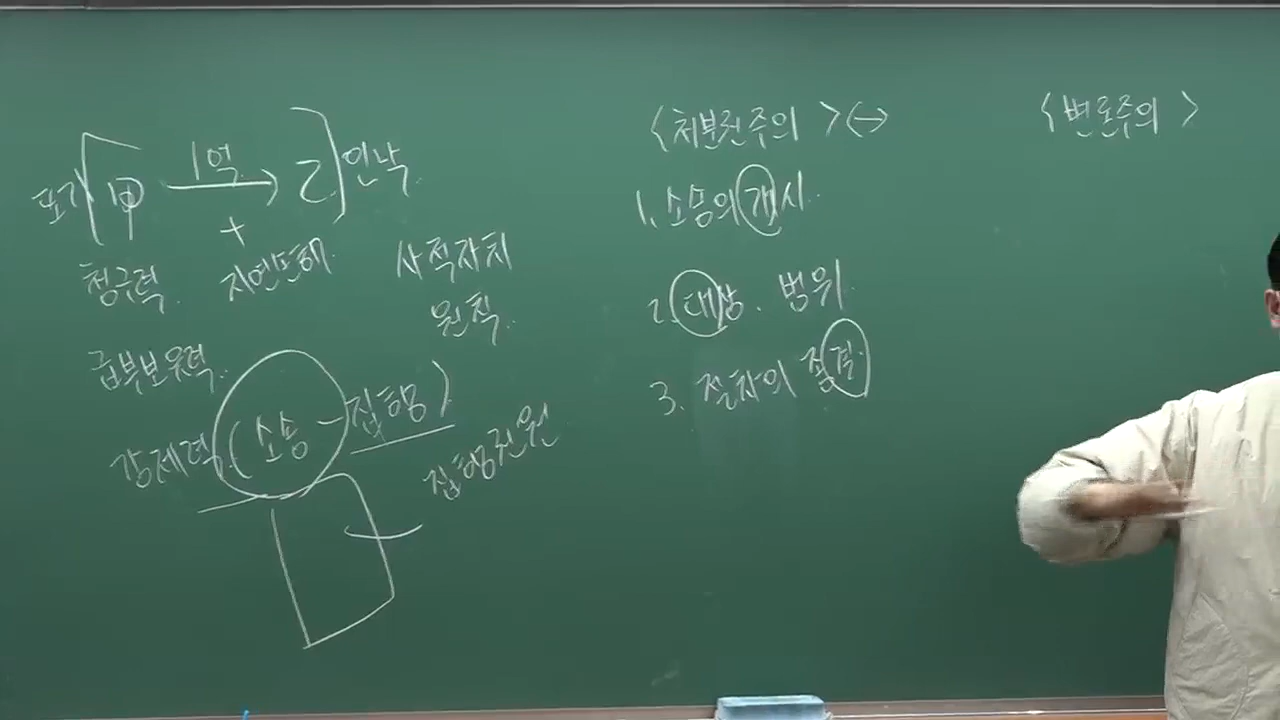 포기 甲 1억 乙 인낙
+
청구력 지연손해
사적자치
원칙
급부보유력
강제력 (소송 - 집행)
집행권원
<처분권주의> ↔
1. 소송의 개시
2. 대상. 범위
3. 절차의 종결
<변론주의>